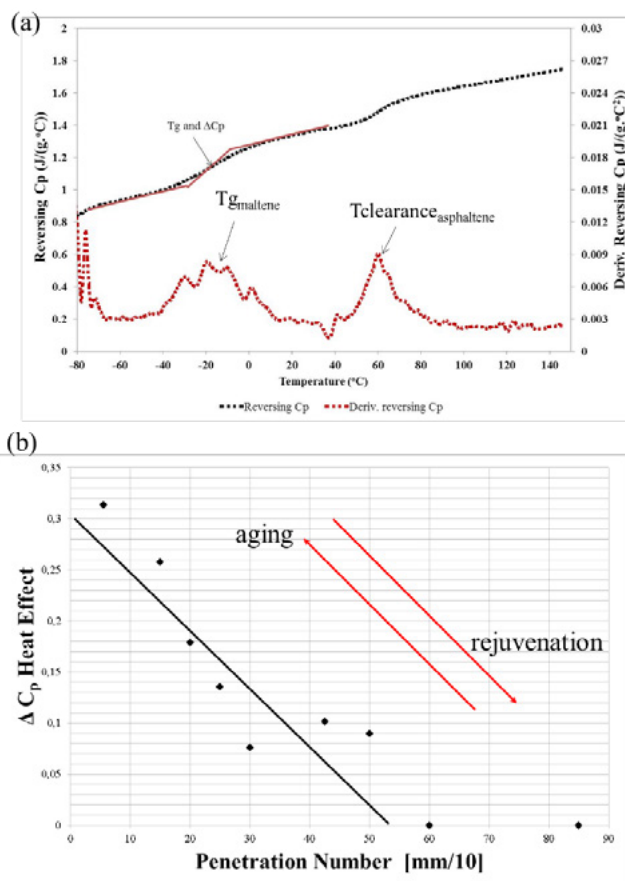 (a)
2
1.8
1.6
1.4
1.2
1
0.8
0.6
0.4
0.2
0
Reversing Cp (J/(g.°C)
Tg and ΔCp
Tgmaltene
Tclearanceasphaltene
0.03
0.027
0.024
0.021
0.018
0.015
0.012
0.009
0.006
0.003
0
Deriv. Reversing Cp (J/(g.°C²)
-80 -60 -40 -20 0 20 40 60 80 100 120 140
Temperature (°C)
Reversing Cp Deriv. reversing Cp
(b)
0,35
0,3
0,25
0,2
0,15
0,1
0,05
0
Δ Cp Heat Effect
aging
rejuvenation
0 10 20 30 40 50 60 70 80 90
Penetration Number [mm/10]